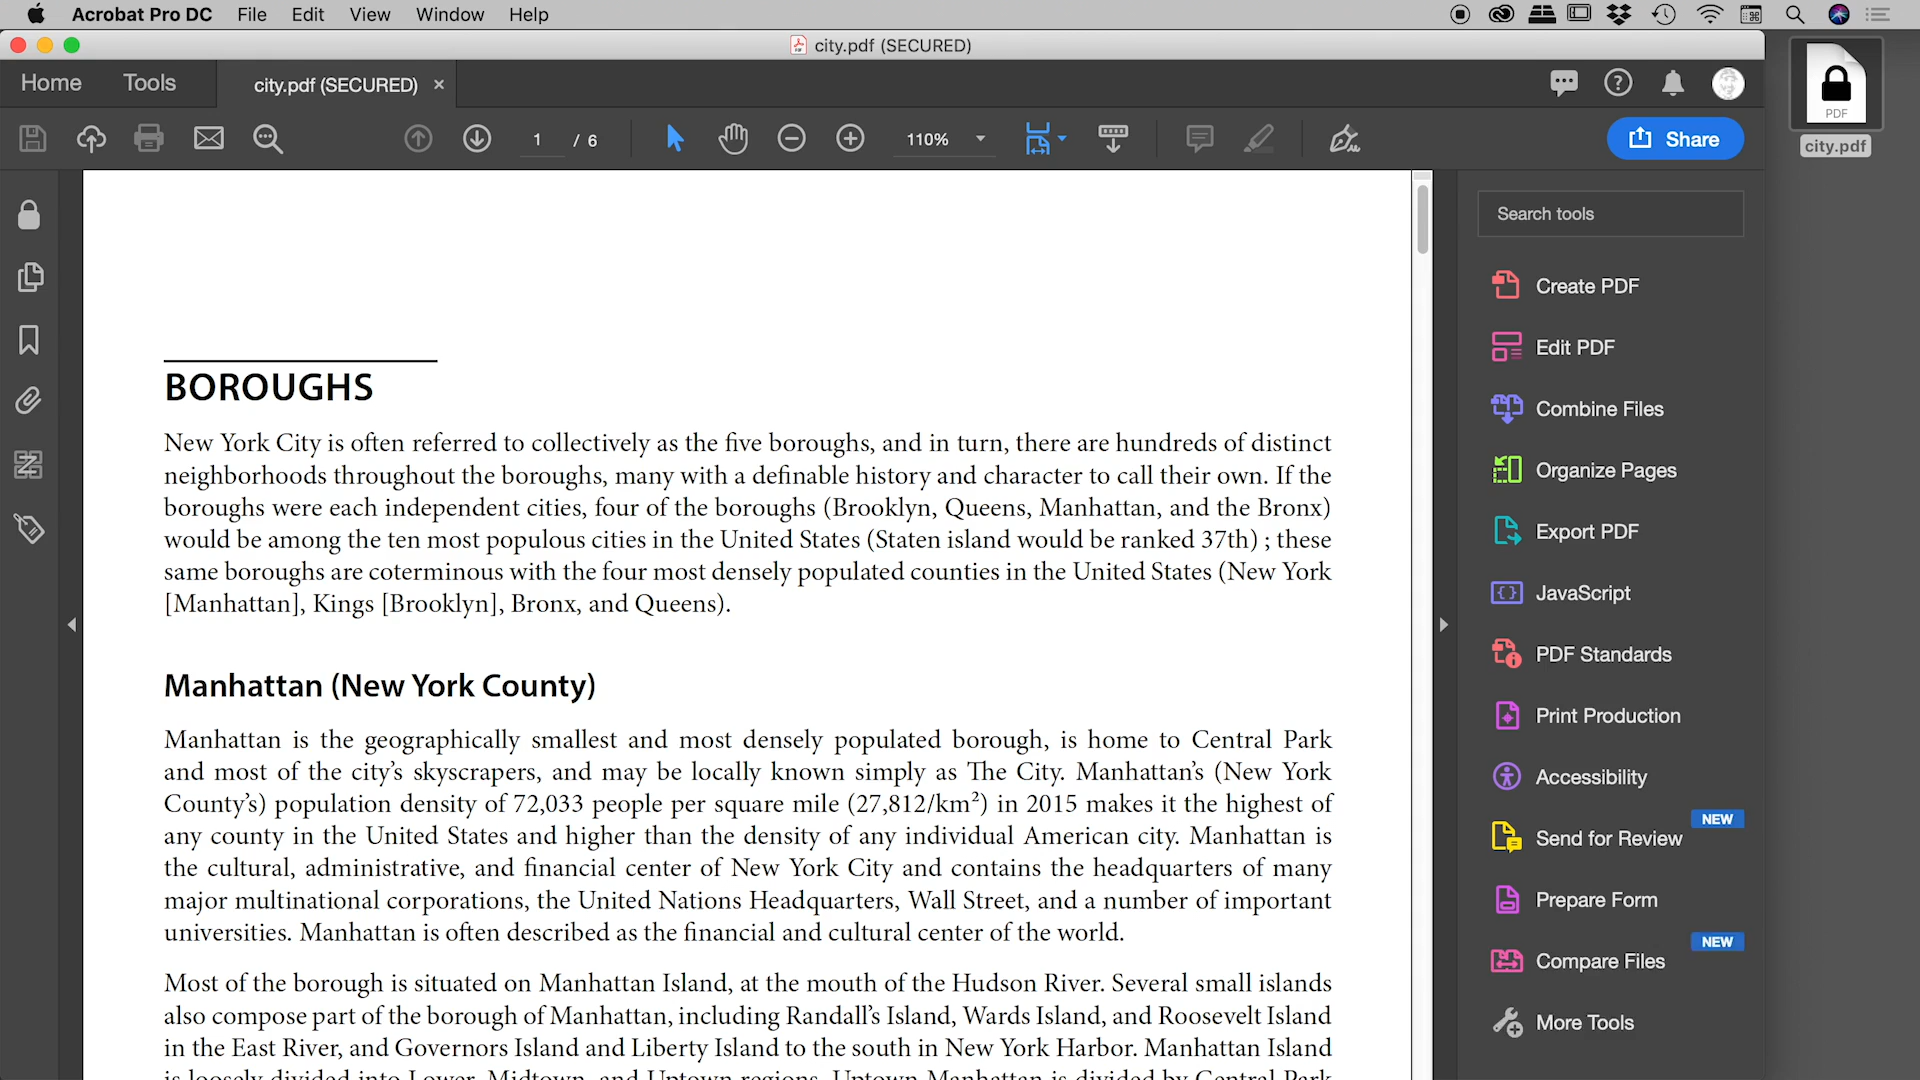 Acrobat Pro DC File Edit View Window Help
city.pdf (SECURED)
Home Tools city.pdf (SECURED) ×
PDF
city.pdf
1 / 6 110% Share
Search tools
Create PDF
Edit PDF
Combine Files
Organize Pages
Export PDF
JavaScript
PDF Standards
Print Production
Accessibility
NEW
Send for Review
Prepare Form
NEW
Compare Files
More Tools
BOROUGHS
New York City is often referred to collectively as the five boroughs, and in turn, there are hundreds of distinct
neighborhoods throughout the boroughs, many with a definable history and character to call their own. If the
boroughs were each independent cities, four of the boroughs (Brooklyn, Queens, Manhattan, and the Bronx)
would be among the ten most populous cities in the United States (Staten island would be ranked 37th) ; these
same boroughs are coterminous with the four most densely populated counties in the United States (New York
[Manhattan], Kings [Brooklyn], Bronx, and Queens).
Manhattan (New York County)
Manhattan is the geographically smallest and most densely populated borough, is home to Central Park
and most of the city's skyscrapers, and may be locally known simply as The City. Manhattan's (New York
County's) population density of 72,033 people per square mile (27,812/km²) in 2015 makes it the highest of
any county in the United States and higher than the density of any individual American city. Manhattan is
the cultural, administrative, and financial center of New York City and contains the headquarters of many
major multinational corporations, the United Nations Headquarters, Wall Street, and a number of important
universities. Manhattan is often described as the financial and cultural center of the world.
Most of the borough is situated on Manhattan Island, at the mouth of the Hudson River. Several small islands
also compose part of the borough of Manhattan, including Randall's Island, Wards Island, and Roosevelt Island
in the East River, and Governors Island and Liberty Island to the south in New York Harbor. Manhattan Island
is loosely divided into Lower, Midtown, and Uptown regions. Uptown Manhattan is divided by Central Park